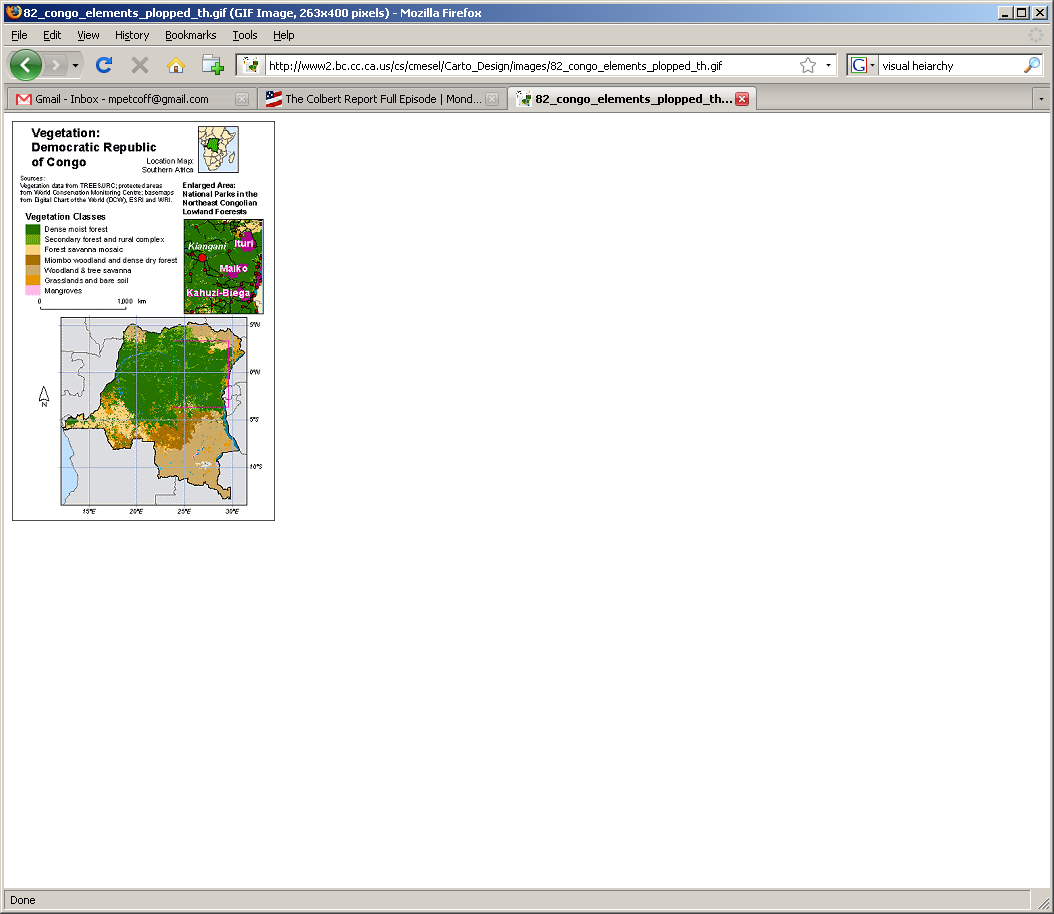 82_congo_elements_plopped_th.gif (GIF Image, 263x400 pixels) - Mozilla Firefox
File Edit View History Bookmarks Tools Help
http://www2.bc.cc.ca.us/cs/cmesel/Carto_Design/images/82_congo_elements_plopped_th.gif
G visual heiarchy
Gmail - Inbox - mpetcoff@gmail.com
The Colbert Report Full Episode | Mond...
82_congo_elements_plopped_th...
Vegetation:
Democratic Republic
of Congo
Location Map:
Southern Africa
Sources:
Vegetation data from TREES/JRC; protected areas
from World Conservation Monitoring Centre; basemaps
from Digital Chart of the World (DCW), ESRI and WRI.
Enlarged Area:
National Parks in the
Northeast Congolian
Lowland Foerests
Vegetation Classes
Dense moist forest
Secondary forest and rural complex
Forest savanna mosaic
Miombo woodland and dense dry forest
Woodland & tree savanna
Grasslands and bare soil
Mangroves
0 1,000 km
Kiangani
Ituri
Maiko
Kahuzi-Biega
5°N
0°N
5°S
10°S
N
15°E 20°E 25°E 30°E
Done